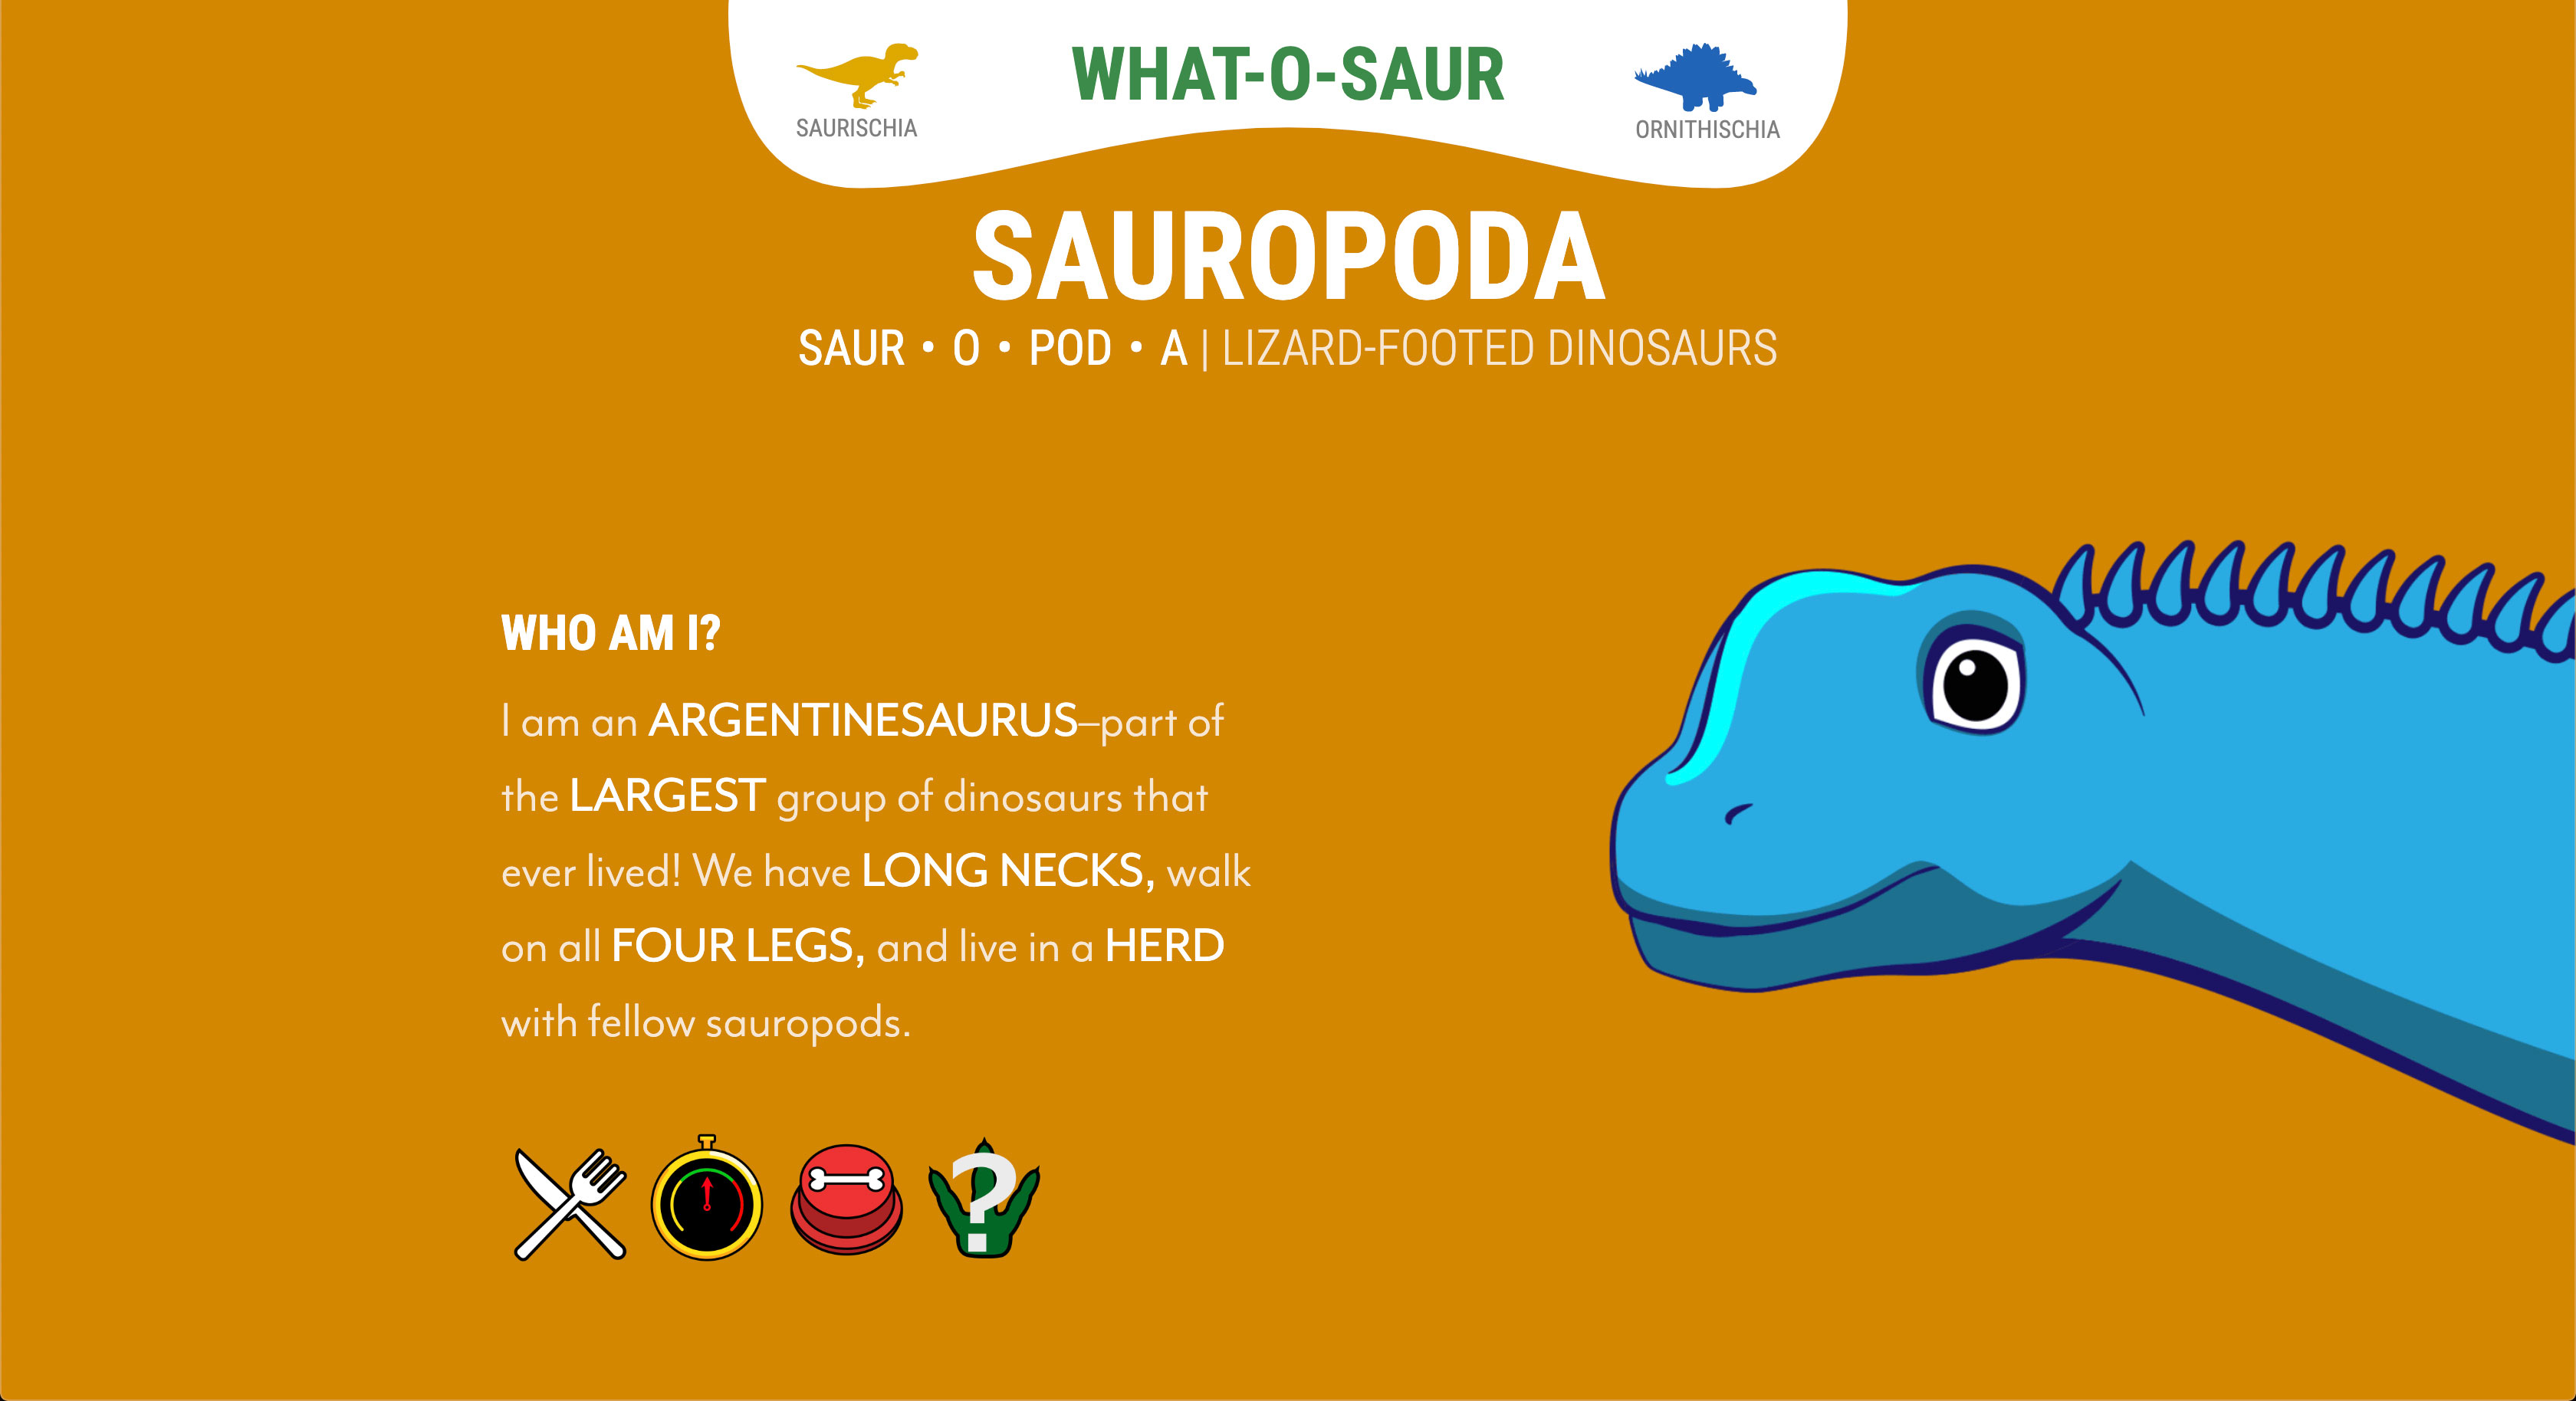 WHAT-O-SAUR
SAURISCHIA
ORNITHISCHIA
SAUROPODA
SAUR • O • POD • A | LIZARD-FOOTED DINOSAURS
WHO AM I?
I am an ARGENTINESAURUS–part of
the LARGEST group of dinosaurs that
ever lived! We have LONG NECKS, walk
on all FOUR LEGS, and live in a HERD
with fellow sauropods.
?